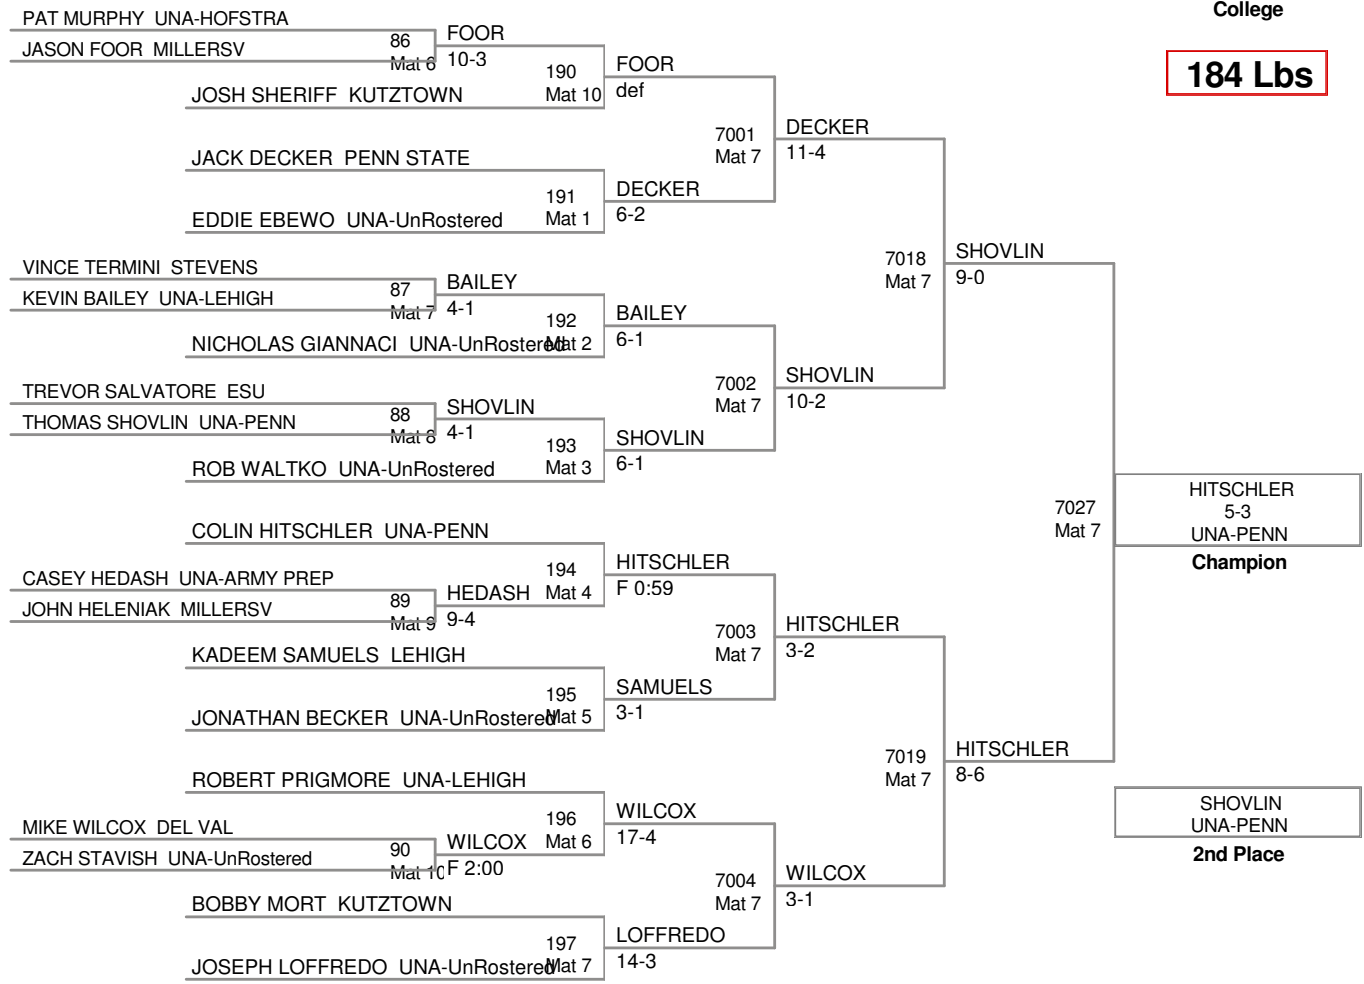 College
184 Lbs
PAT MURPHY  UNA-HOFSTRA
JASON FOOR  MILLERSV
86
Mat 6
FOOR
10-3
JOSH SHERIFF  KUTZTOWN
190
Mat 10
FOOR
def
JACK DECKER  PENN STATE
EDDIE EBEWO  UNA-UnRostered
191
Mat 1
DECKER
6-2
7001
Mat 7
DECKER
11-4
VINCE TERMINI  STEVENS
KEVIN BAILEY  UNA-LEHIGH
87
Mat 7
BAILEY
4-1
NICHOLAS GIANNACI  UNA-UnRostered
192
Mat 2
BAILEY
6-1
TREVOR SALVATORE  ESU
THOMAS SHOVLIN  UNA-PENN
88
Mat 8
SHOVLIN
4-1
ROB WALTKO  UNA-UnRostered
193
Mat 3
SHOVLIN
6-1
7002
Mat 7
SHOVLIN
10-2
7018
Mat 7
SHOVLIN
9-0
COLIN HITSCHLER  UNA-PENN
CASEY HEDASH  UNA-ARMY PREP
JOHN HELENIAK  MILLERSV
89
Mat 9
HEDASH
9-4
194
Mat 4
HITSCHLER
F 0:59
KADEEM SAMUELS  LEHIGH
JONATHAN BECKER  UNA-UnRostered
195
Mat 5
SAMUELS
3-1
7003
Mat 7
HITSCHLER
3-2
ROBERT PRIGMORE  UNA-LEHIGH
MIKE WILCOX  DEL VAL
ZACH STAVISH  UNA-UnRostered
90
Mat 10
WILCOX
F 2:00
196
Mat 6
WILCOX
17-4
BOBBY MORT  KUTZTOWN
JOSEPH LOFFREDO  UNA-UnRostered
197
Mat 7
LOFFREDO
14-3
7004
Mat 7
WILCOX
3-1
7019
Mat 7
HITSCHLER
8-6
7027
Mat 7
HITSCHLER
5-3
UNA-PENN
Champion
SHOVLIN
UNA-PENN
2nd Place